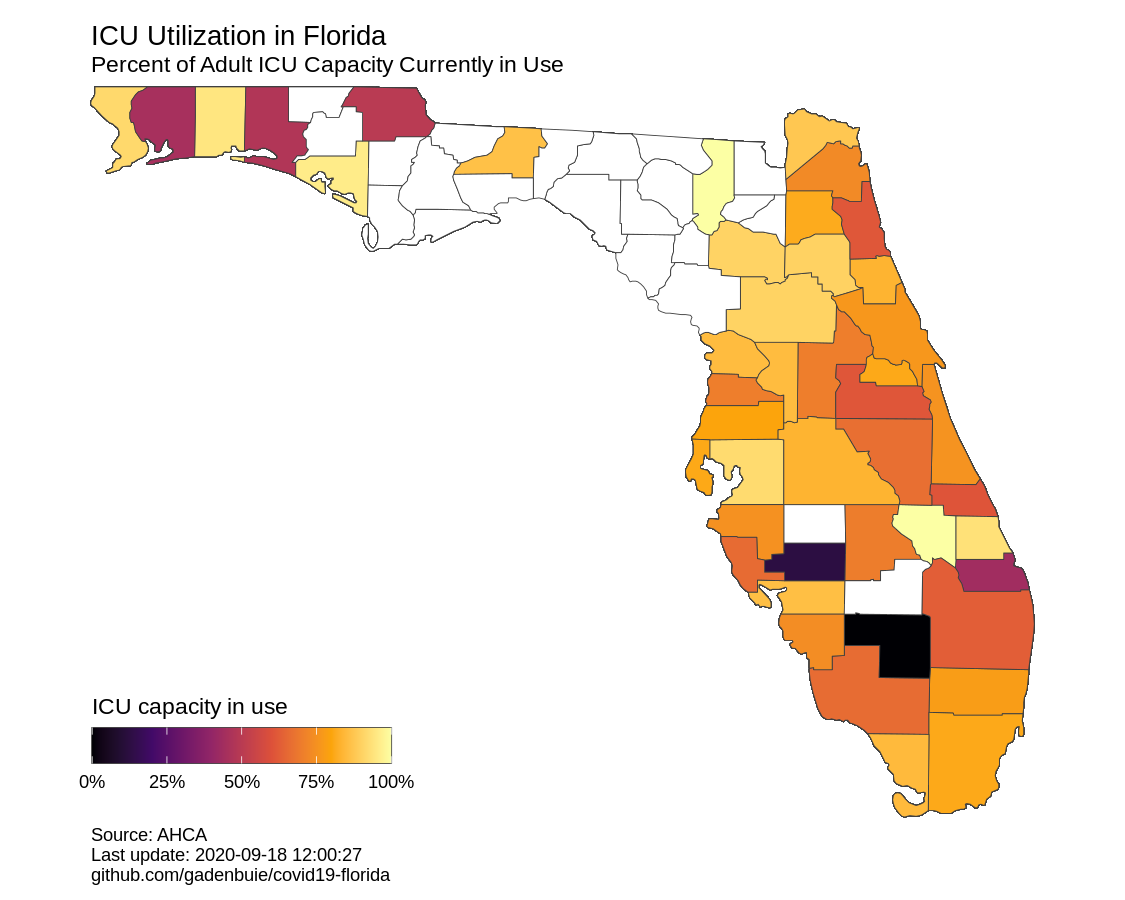 ICU Utilization in Florida
Percent of Adult ICU Capacity Currently in Use
ICU capacity in use
0% 25% 50% 75% 100%
Source: AHCA
Last update: 2020-09-18 12:00:27
github.com/gadenbuie/covid19-florida